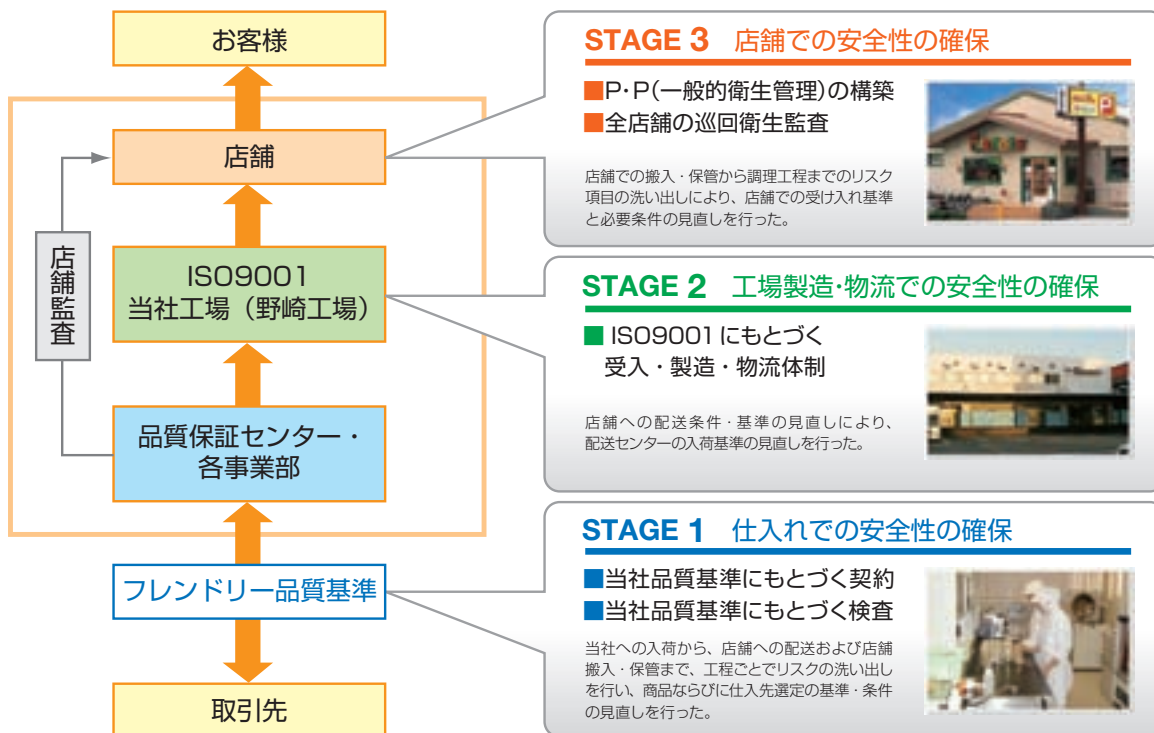 お客様
店舗
店舗監査
ISO9001
当社工場（野崎工場）
品質保証センター・
各事業部
フレンドリー品質基準
取引先
STAGE 3 店舗での安全性の確保
■P・P（一般的衛生管理）の構築
■全店舗の巡回衛生監査
店舗での搬入・保管から調理工程までのリスク
項目の洗い出しにより、店舗での受け入れ基準
と必要条件の見直しを行った。
STAGE 2 工場製造・物流での安全性の確保
■ ISO9001にもとづく
受入・製造・物流体制
店舗への配送条件・基準の見直しにより、
配送センターの入荷基準の見直しを行った。
STAGE 1 仕入れでの安全性の確保
■当社品質基準にもとづく契約
■当社品質基準にもとづく検査
当社への入荷から、店舗への配送および店舗
搬入・保管まで、工程ごとでリスクの洗い出し
を行い、商品ならびに仕入先選定の基準・条件
の見直しを行った。